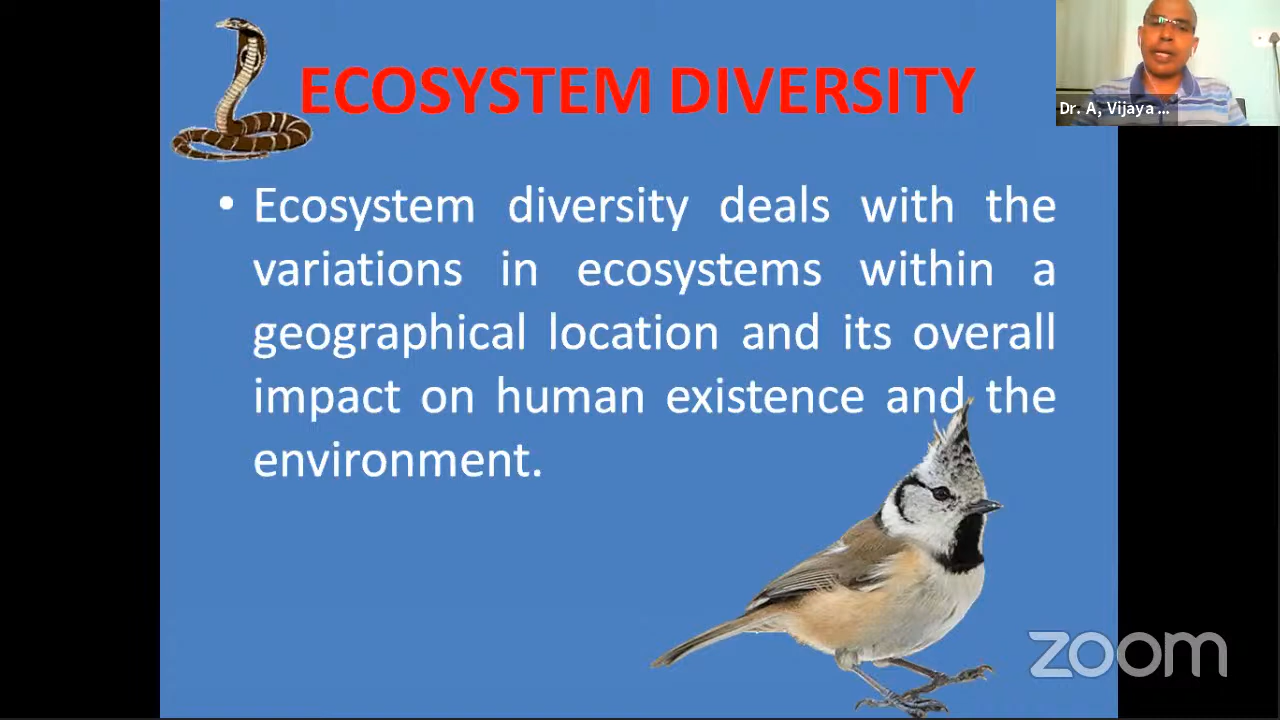 ECOSYSTEM DIVERSITY
Dr. A, Vijaya ...
• Ecosystem diversity deals with the
variations in ecosystems within a
geographical location and its overall
impact on human existence and the
environment.
zoom